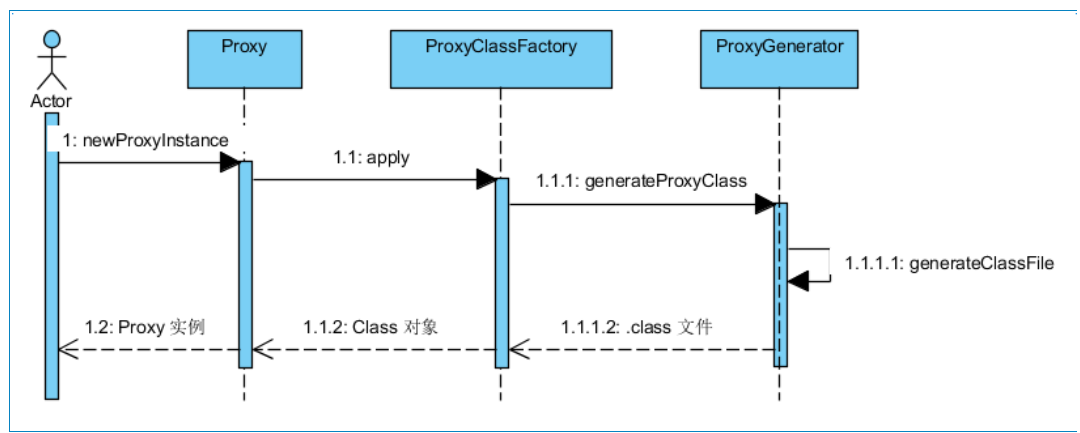 Proxy
ProxyClassFactory
ProxyGenerator
Actor
1: newProxyInstance
1.1: apply
1.1.1: generateProxyClass
1.1.1.1: generateClassFile
1.2: Proxy 实例
1.1.2: Class 对象
1.1.1.2: .class 文件